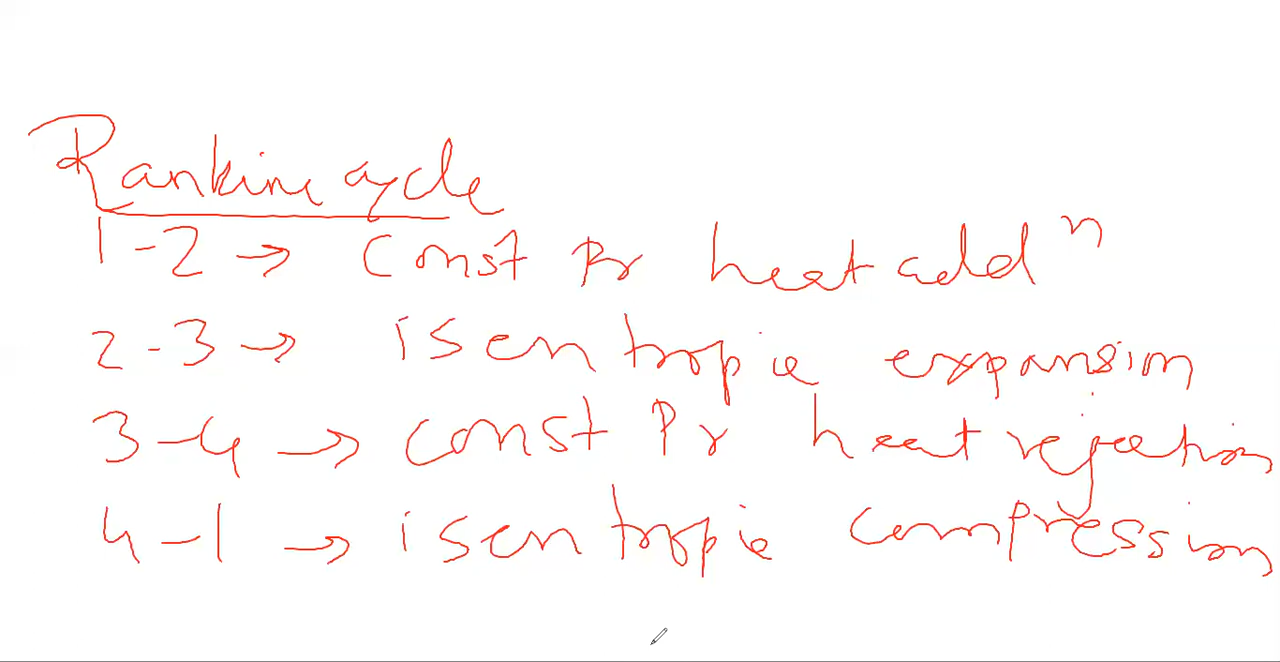 Rankine cycle
1-2 → Const Pr heat addⁿ
2-3 → isentropic expansion
3-4 → const Pr heat rejection
4-1 → isentropic compression